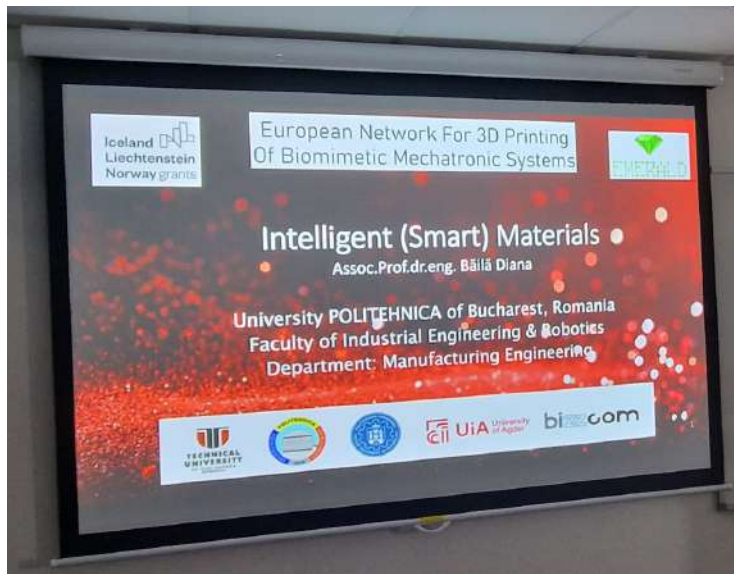 Iceland
Liechtenstein
Norway grants
European Network For 3D Printing
Of Biomimetic Mechatronic Systems
EMERALD
Intelligent (Smart) Materials
Assoc.Prof.dr.eng. Băilă Diana
University POLITEHNICA of Bucharest, Romania
Faculty of Industrial Engineering & Robotics
Department: Manufacturing Engineering
TECHNICAL
UNIVERSITY
POLITEHNICA
UiA University
of Agder